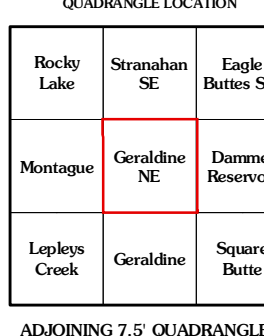 QUADRANGLE LOCATION
Rocky
Lake
Stranahan
SE
Eagle
Buttes S
Montague
Geraldine
NE
Damme
Reservo
Lepleys
Creek
Geraldine
Square
Butte
ADJOINING 7.5' QUADRANGLE